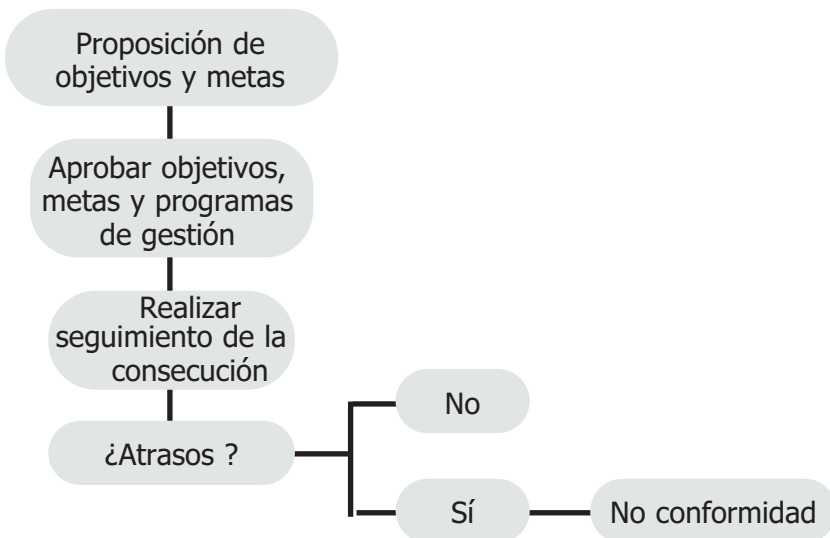 Proposición de
objetivos y metas
Aprobar objetivos,
metas y programas
de gestión
Realizar
seguimiento de la
consecución
¿Atrasos ?
No
Sí
No conformidad